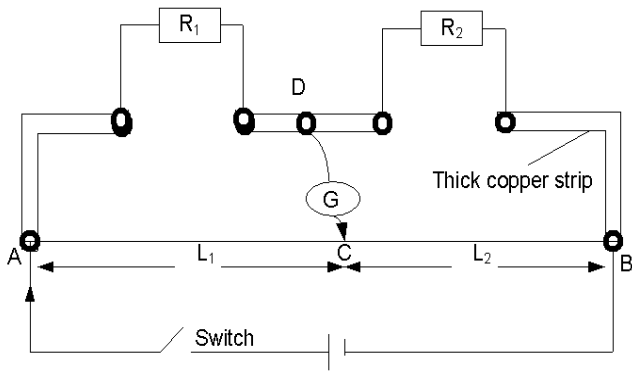 R₁
R₂
D
Thick copper strip
G
A
L₁
C
L₂
B
Switch